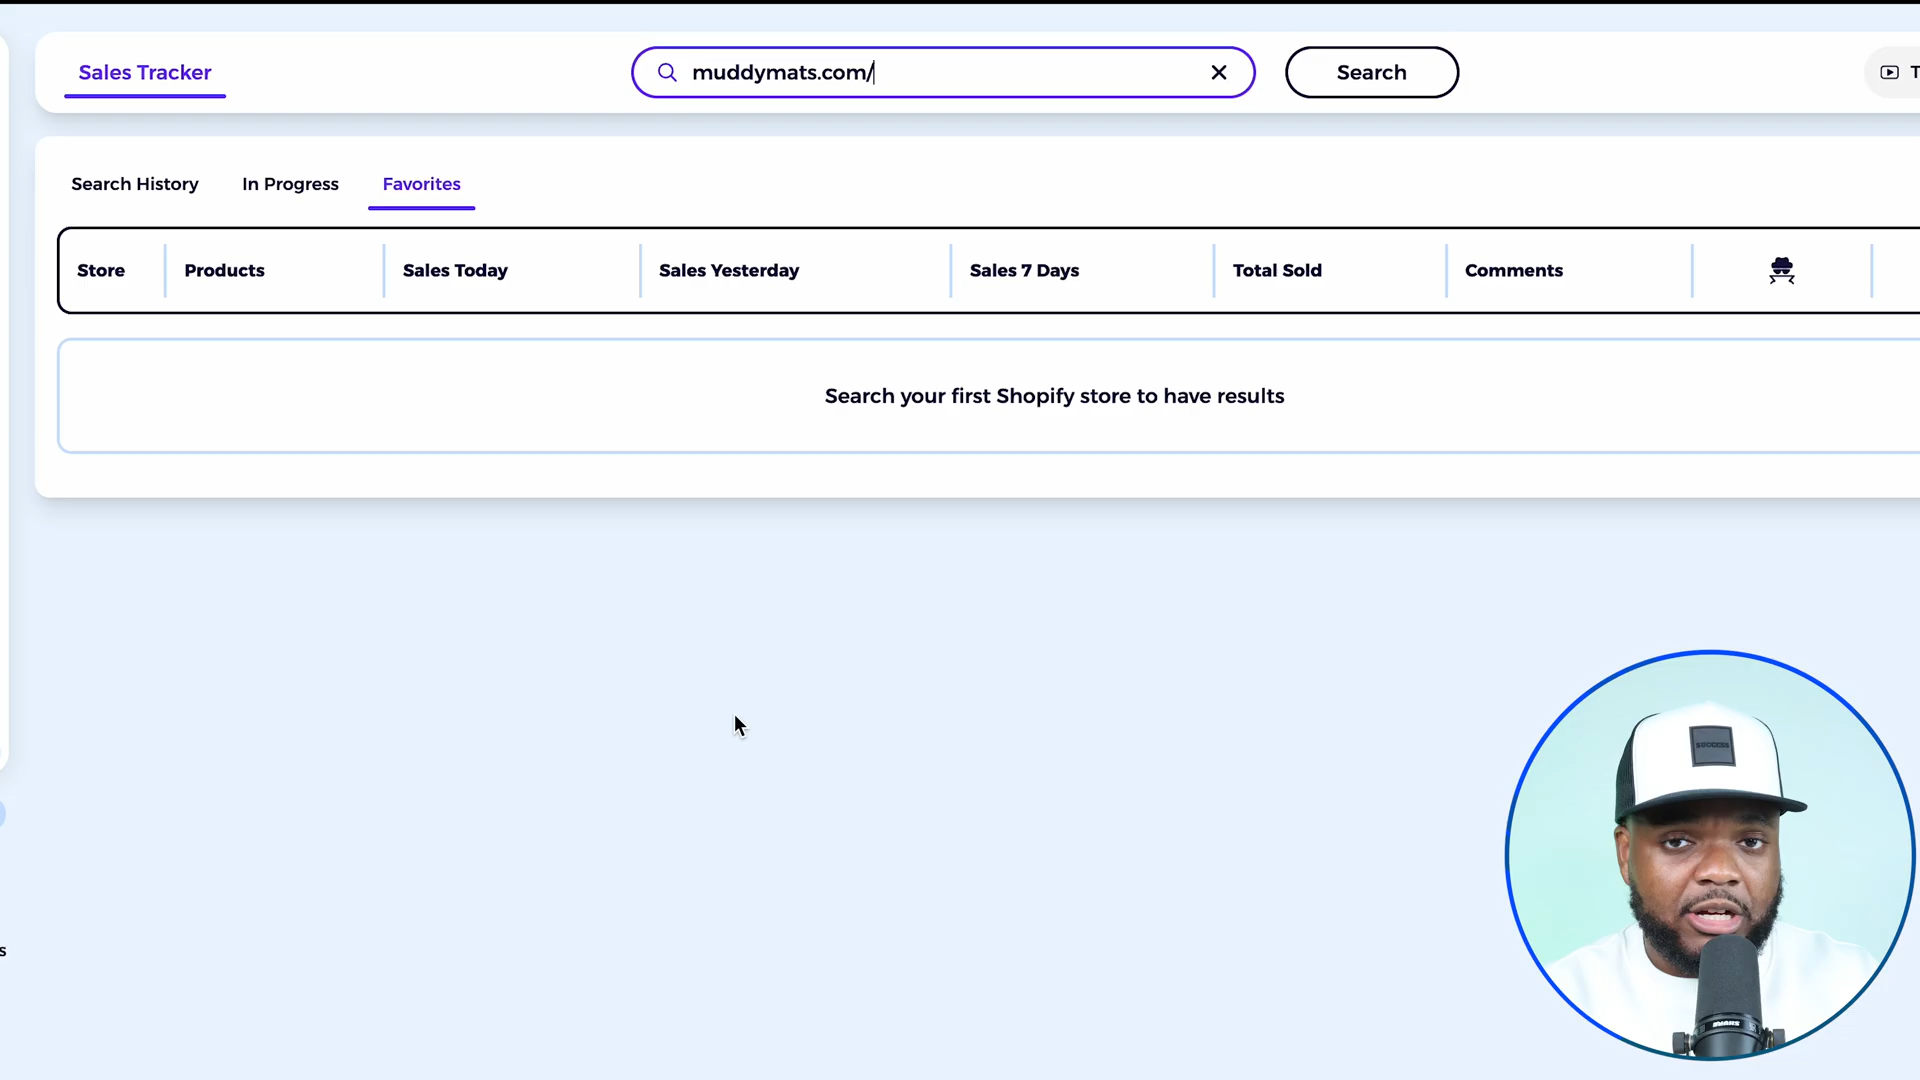 Sales Tracker
muddymats.com/
Search
T
Search History
In Progress
Favorites
Store
Products
Sales Today
Sales Yesterday
Sales 7 Days
Total Sold
Comments
Search your first Shopify store to have results
SUCCESS
s